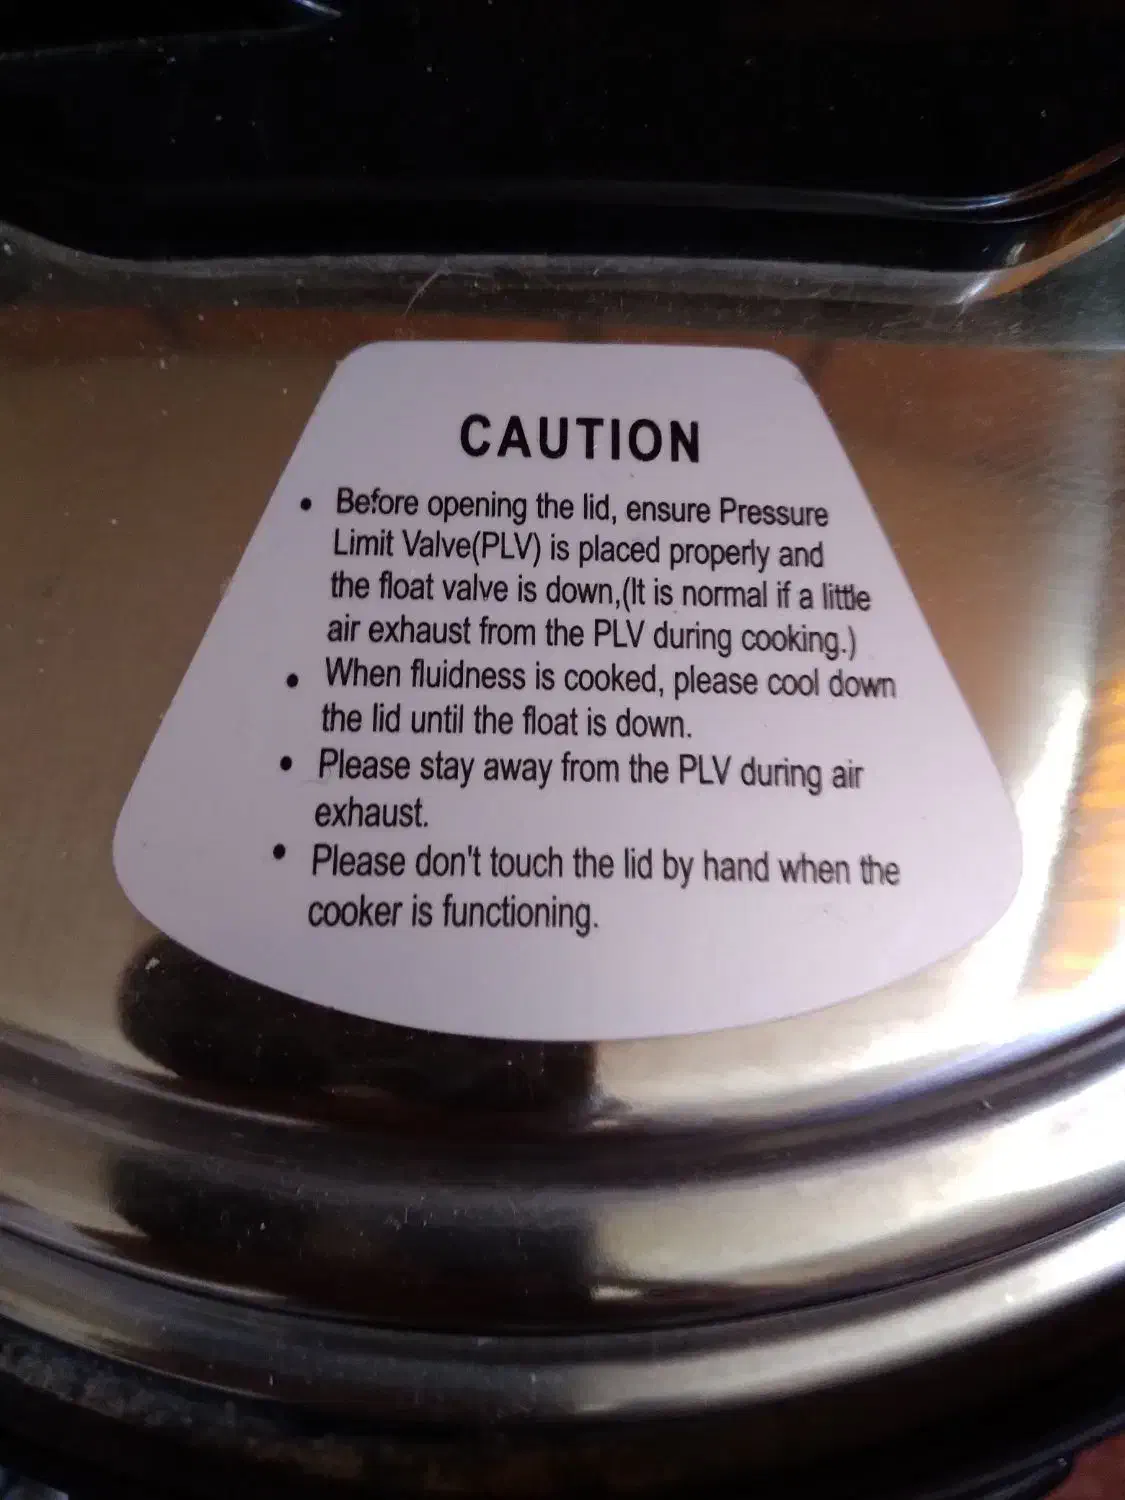 CAUTION
• Before opening the lid, ensure Pressure
Limit Valve(PLV) is placed properly and
the float valve is down,(It is normal if a little
air exhaust from the PLV during cooking.)
• When fluidness is cooked, please cool down
the lid until the float is down.
• Please stay away from the PLV during air
exhaust.
• Please don't touch the lid by hand when the
cooker is functioning.